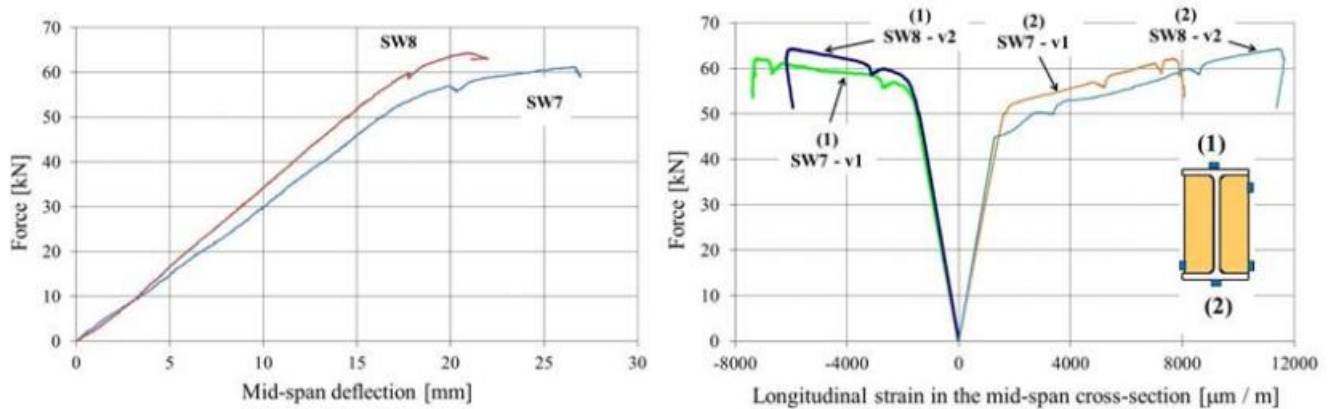 70
60
50
40
30
20
10
0
Force [kN]
SW8
SW7
0 5 10 15 20 25 30
Mid-span deflection [mm]
70
60
50
40
30
20
10
0
Force [kN]
(1)
SW8 - v2
(2)
SW7 - v1
(2)
SW8 - v2
(1)
SW7 - v1
(1)
(2)
-8000 -4000 0 4000 8000 12000
Longitudinal strain in the mid-span cross-section [μm / m]